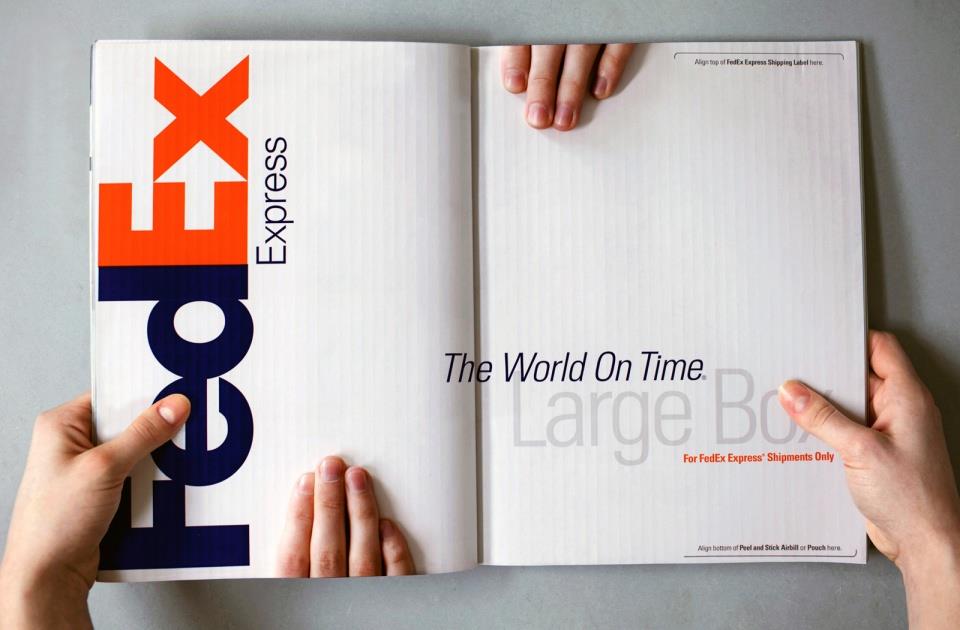 FedEx
Express
Align top of FedEx Express Shipping Label here.
The World On Time®
Large Box
For FedEx Express® Shipments Only
Align bottom of Peel and Stick Airbill or Pouch here.